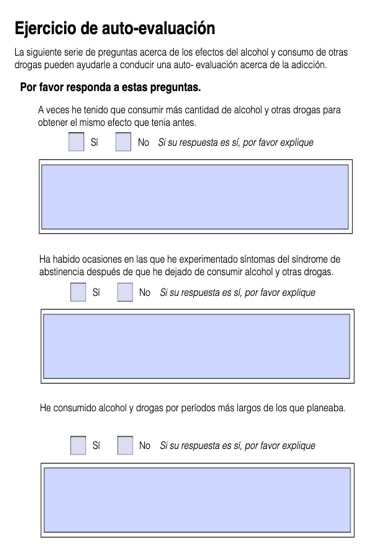 Ejercicio de auto-evaluación
La siguiente serie de preguntas acerca de los efectos del alcohol y consumo de otras
drogas pueden ayudarle a conducir una auto- evaluación acerca de la adicción.
Por favor responda a estas preguntas.
A veces he tenido que consumir más cantidad de alcohol y otras drogas para
obtener el mismo efecto que tenia antes.
Sí No Si su respuesta es sí, por favor explique
Ha habido ocasiones en las que he experimentado síntomas del síndrome de
abstinencia después de que he dejado de consumir alcohol y otras drogas.
Sí No Si su respuesta es sí, por favor explique
He consumido alcohol y drogas por períodos más largos de los que planeaba.
Sí No Si su respuesta es sí, por favor explique